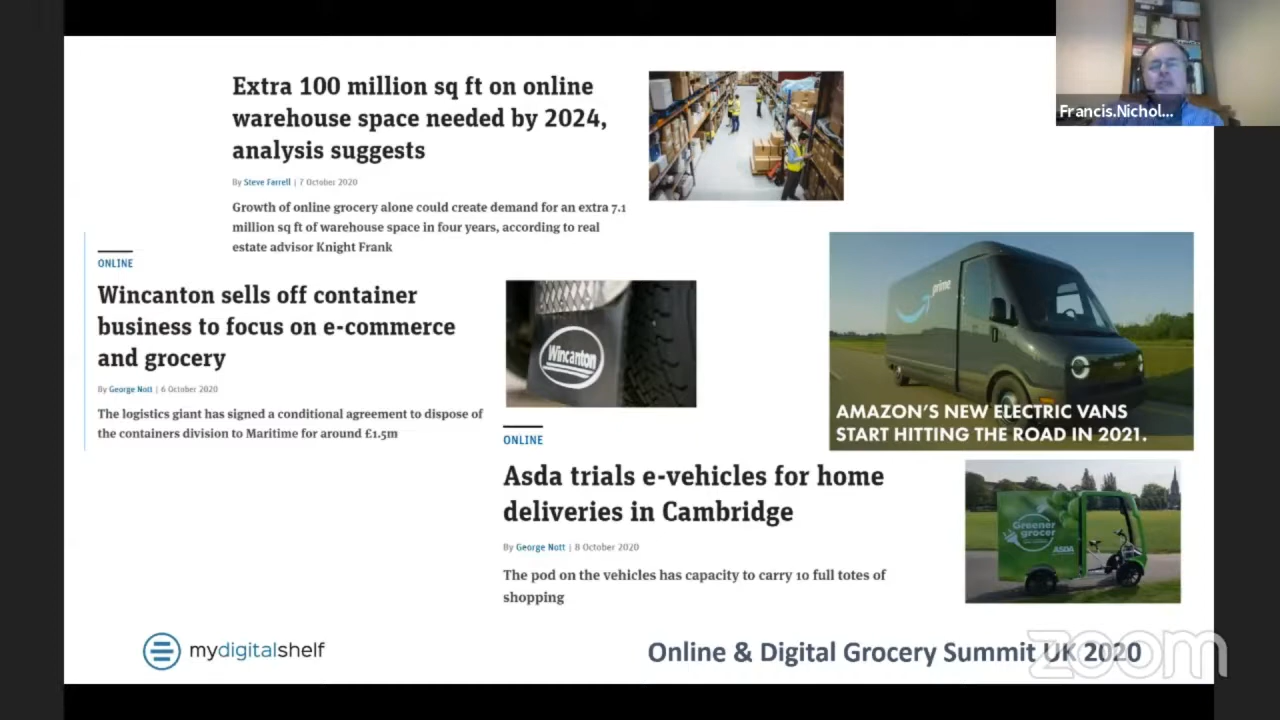 Extra 100 million sq ft on online
warehouse space needed by 2024,
analysis suggests
By Steve Farrell | 7 October 2020
Growth of online grocery alone could create demand for an extra 7.1
million sq ft of warehouse space in four years, according to real
estate advisor Knight Frank
Francis.Nichol...
ONLINE
Wincanton sells off container
business to focus on e-commerce
and grocery
By George Nott | 6 October 2020
The logistics giant has signed a conditional agreement to dispose of
the containers division to Maritime for around £1.5m
Wincanton
prime
AMAZON'S NEW ELECTRIC VANS
START HITTING THE ROAD IN 2021.
ONLINE
Asda trials e-vehicles for home
deliveries in Cambridge
By George Nott | 8 October 2020
The pod on the vehicles has capacity to carry 10 full totes of
shopping
Greener
grocer
ASDA
mydigitalshelf
Online & Digital Grocery Summit UK 2020
zoom